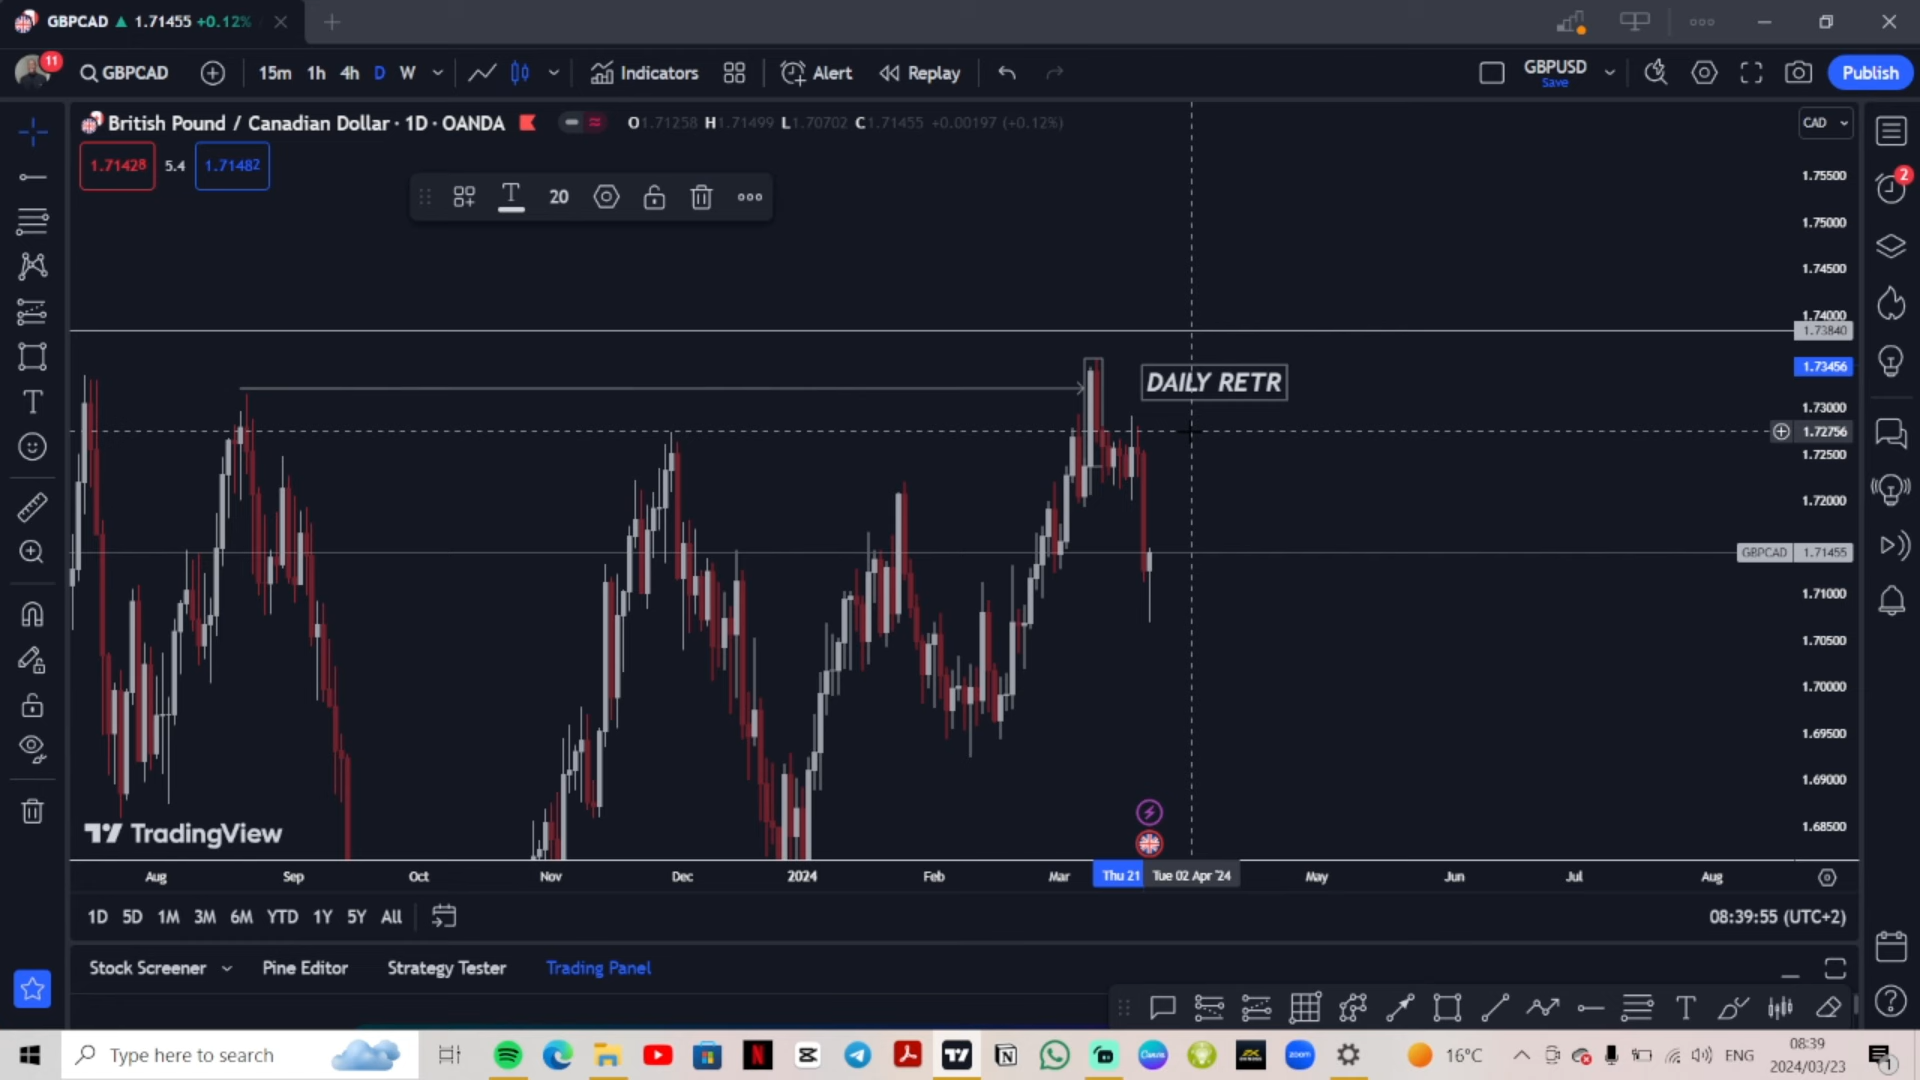 GBPCAD ▲ 1.71455 +0.12%
11
GBPCAD
15m 1h 4h D W
Indicators
Alert
Replay
GBPUSD
Save
Publish
British Pound / Canadian Dollar · 1D · OANDA
O1.71258 H1.71499 L1.70702 C1.71455 +0.00197 (+0.12%)
CAD
1.71428 5.4 1.71482
T 20
DAILY RETR
1.75500
1.75000
1.74500
1.74000
1.73840
1.73456
1.73000
1.72756
1.72500
1.72000
GBPCAD 1.71455
1.71000
1.70500
1.70000
1.69500
1.69000
1.68500
2
TradingView
Aug Sep Oct Nov Dec 2024 Feb Mar Thu 21 Tue 02 Apr '24 May Jun Jul Aug
1D 5D 1M 3M 6M YTD 1Y 5Y All
08:39:55 (UTC+2)
Stock Screener Pine Editor Strategy Tester Trading Panel
Type here to search
zoom
16°C
ENG
08:39
2024/03/23
1